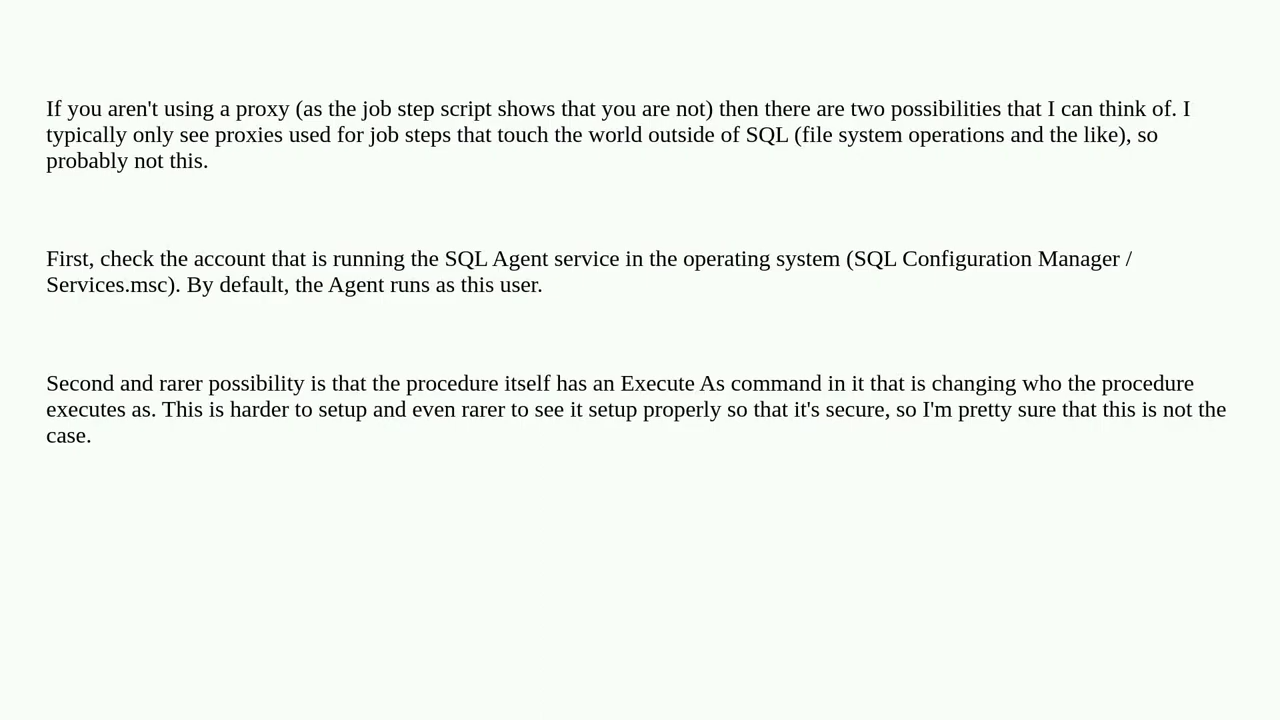 If you aren't using a proxy (as the job step script shows that you are not) then there are two possibilities that I can think of. I
typically only see proxies used for job steps that touch the world outside of SQL (file system operations and the like), so
probably not this.
First, check the account that is running the SQL Agent service in the operating system (SQL Configuration Manager /
Services.msc). By default, the Agent runs as this user.
Second and rarer possibility is that the procedure itself has an Execute As command in it that is changing who the procedure
executes as. This is harder to setup and even rarer to see it setup properly so that it's secure, so I'm pretty sure that this is not the
case.